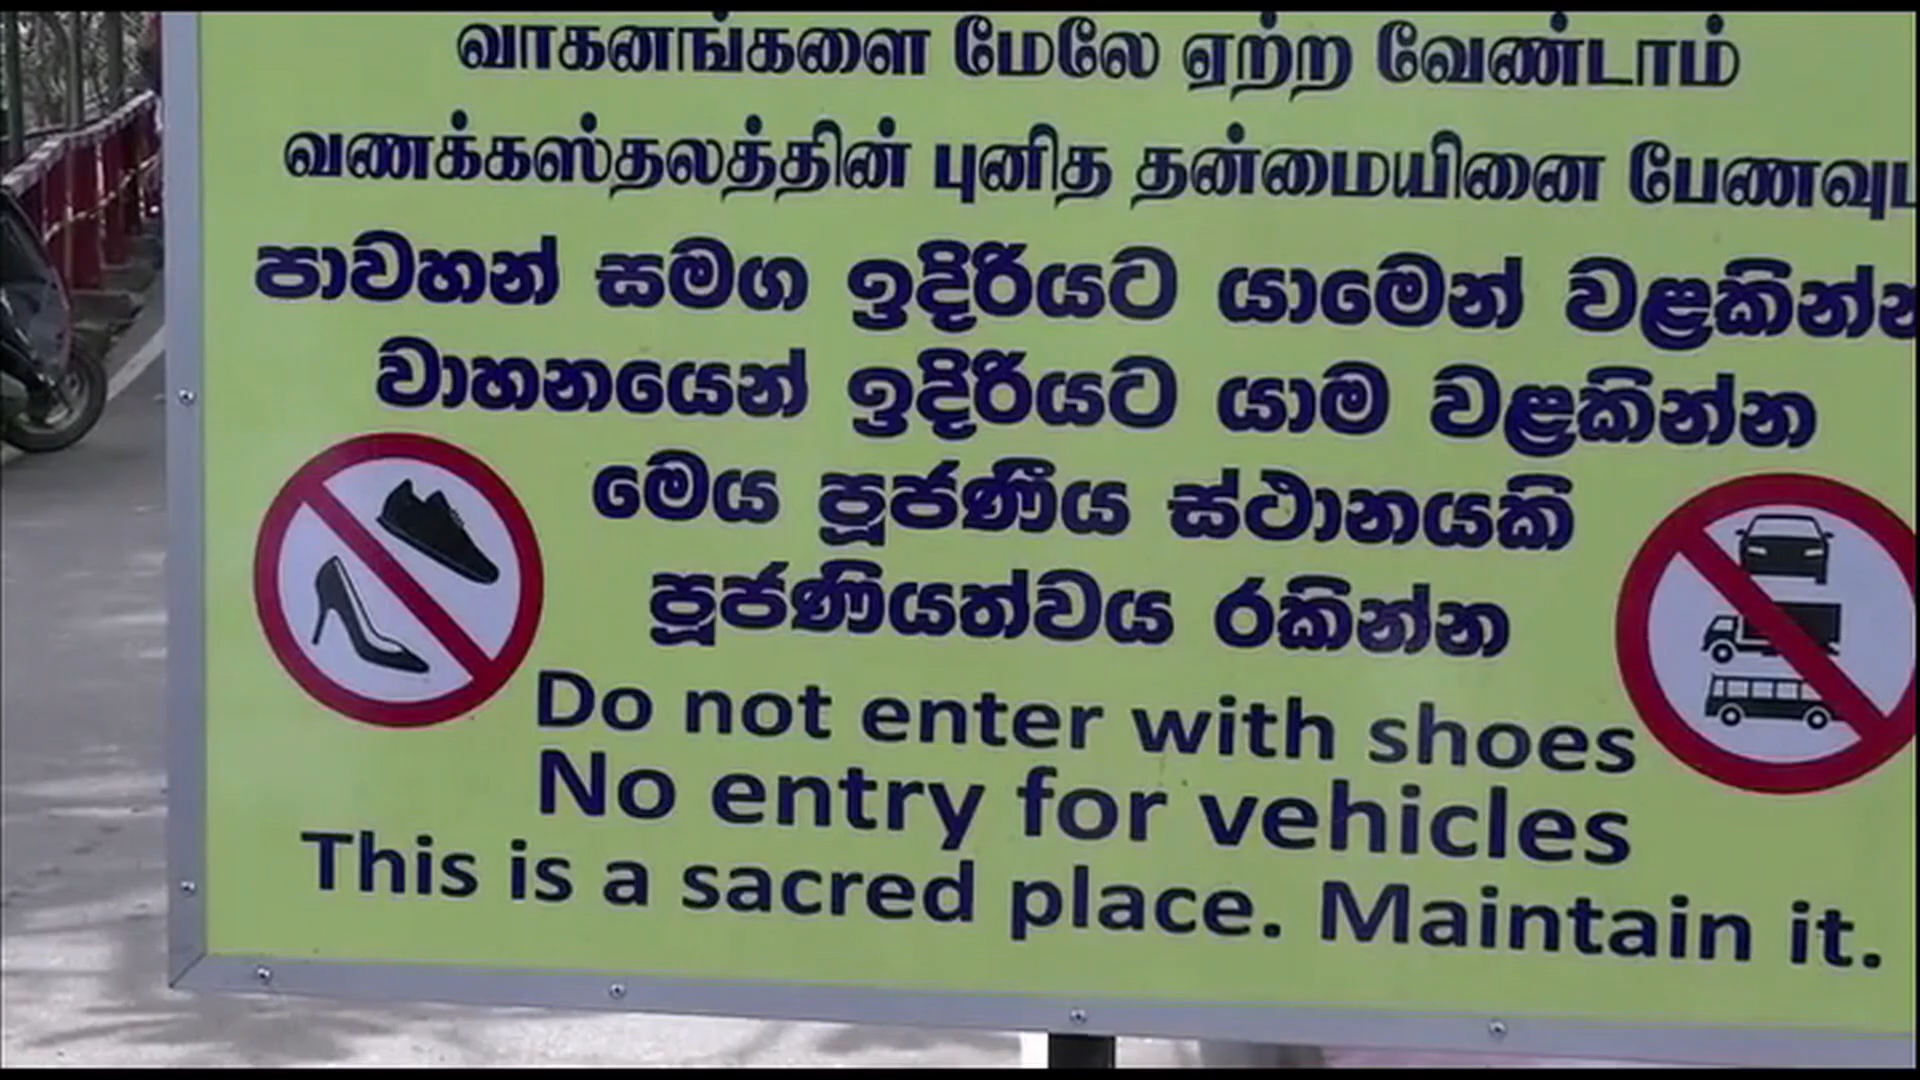 வாகனங்களை மேலே ஏற்ற வேண்டாம்
வணக்கஸ்தலத்தின் புனித தன்மையினை
පාවහන් සමග ඉදිරියට යාමෙන් වළකින්න
වාහනයෙන් ඉදිරියට යාම වළකින්න
මෙය පූජණීය ස්ථානයකි
පූජණියත්වය රකින්න
Do not enter with shoes
No entry for vehicles
This is a sacred place. Maintain it.